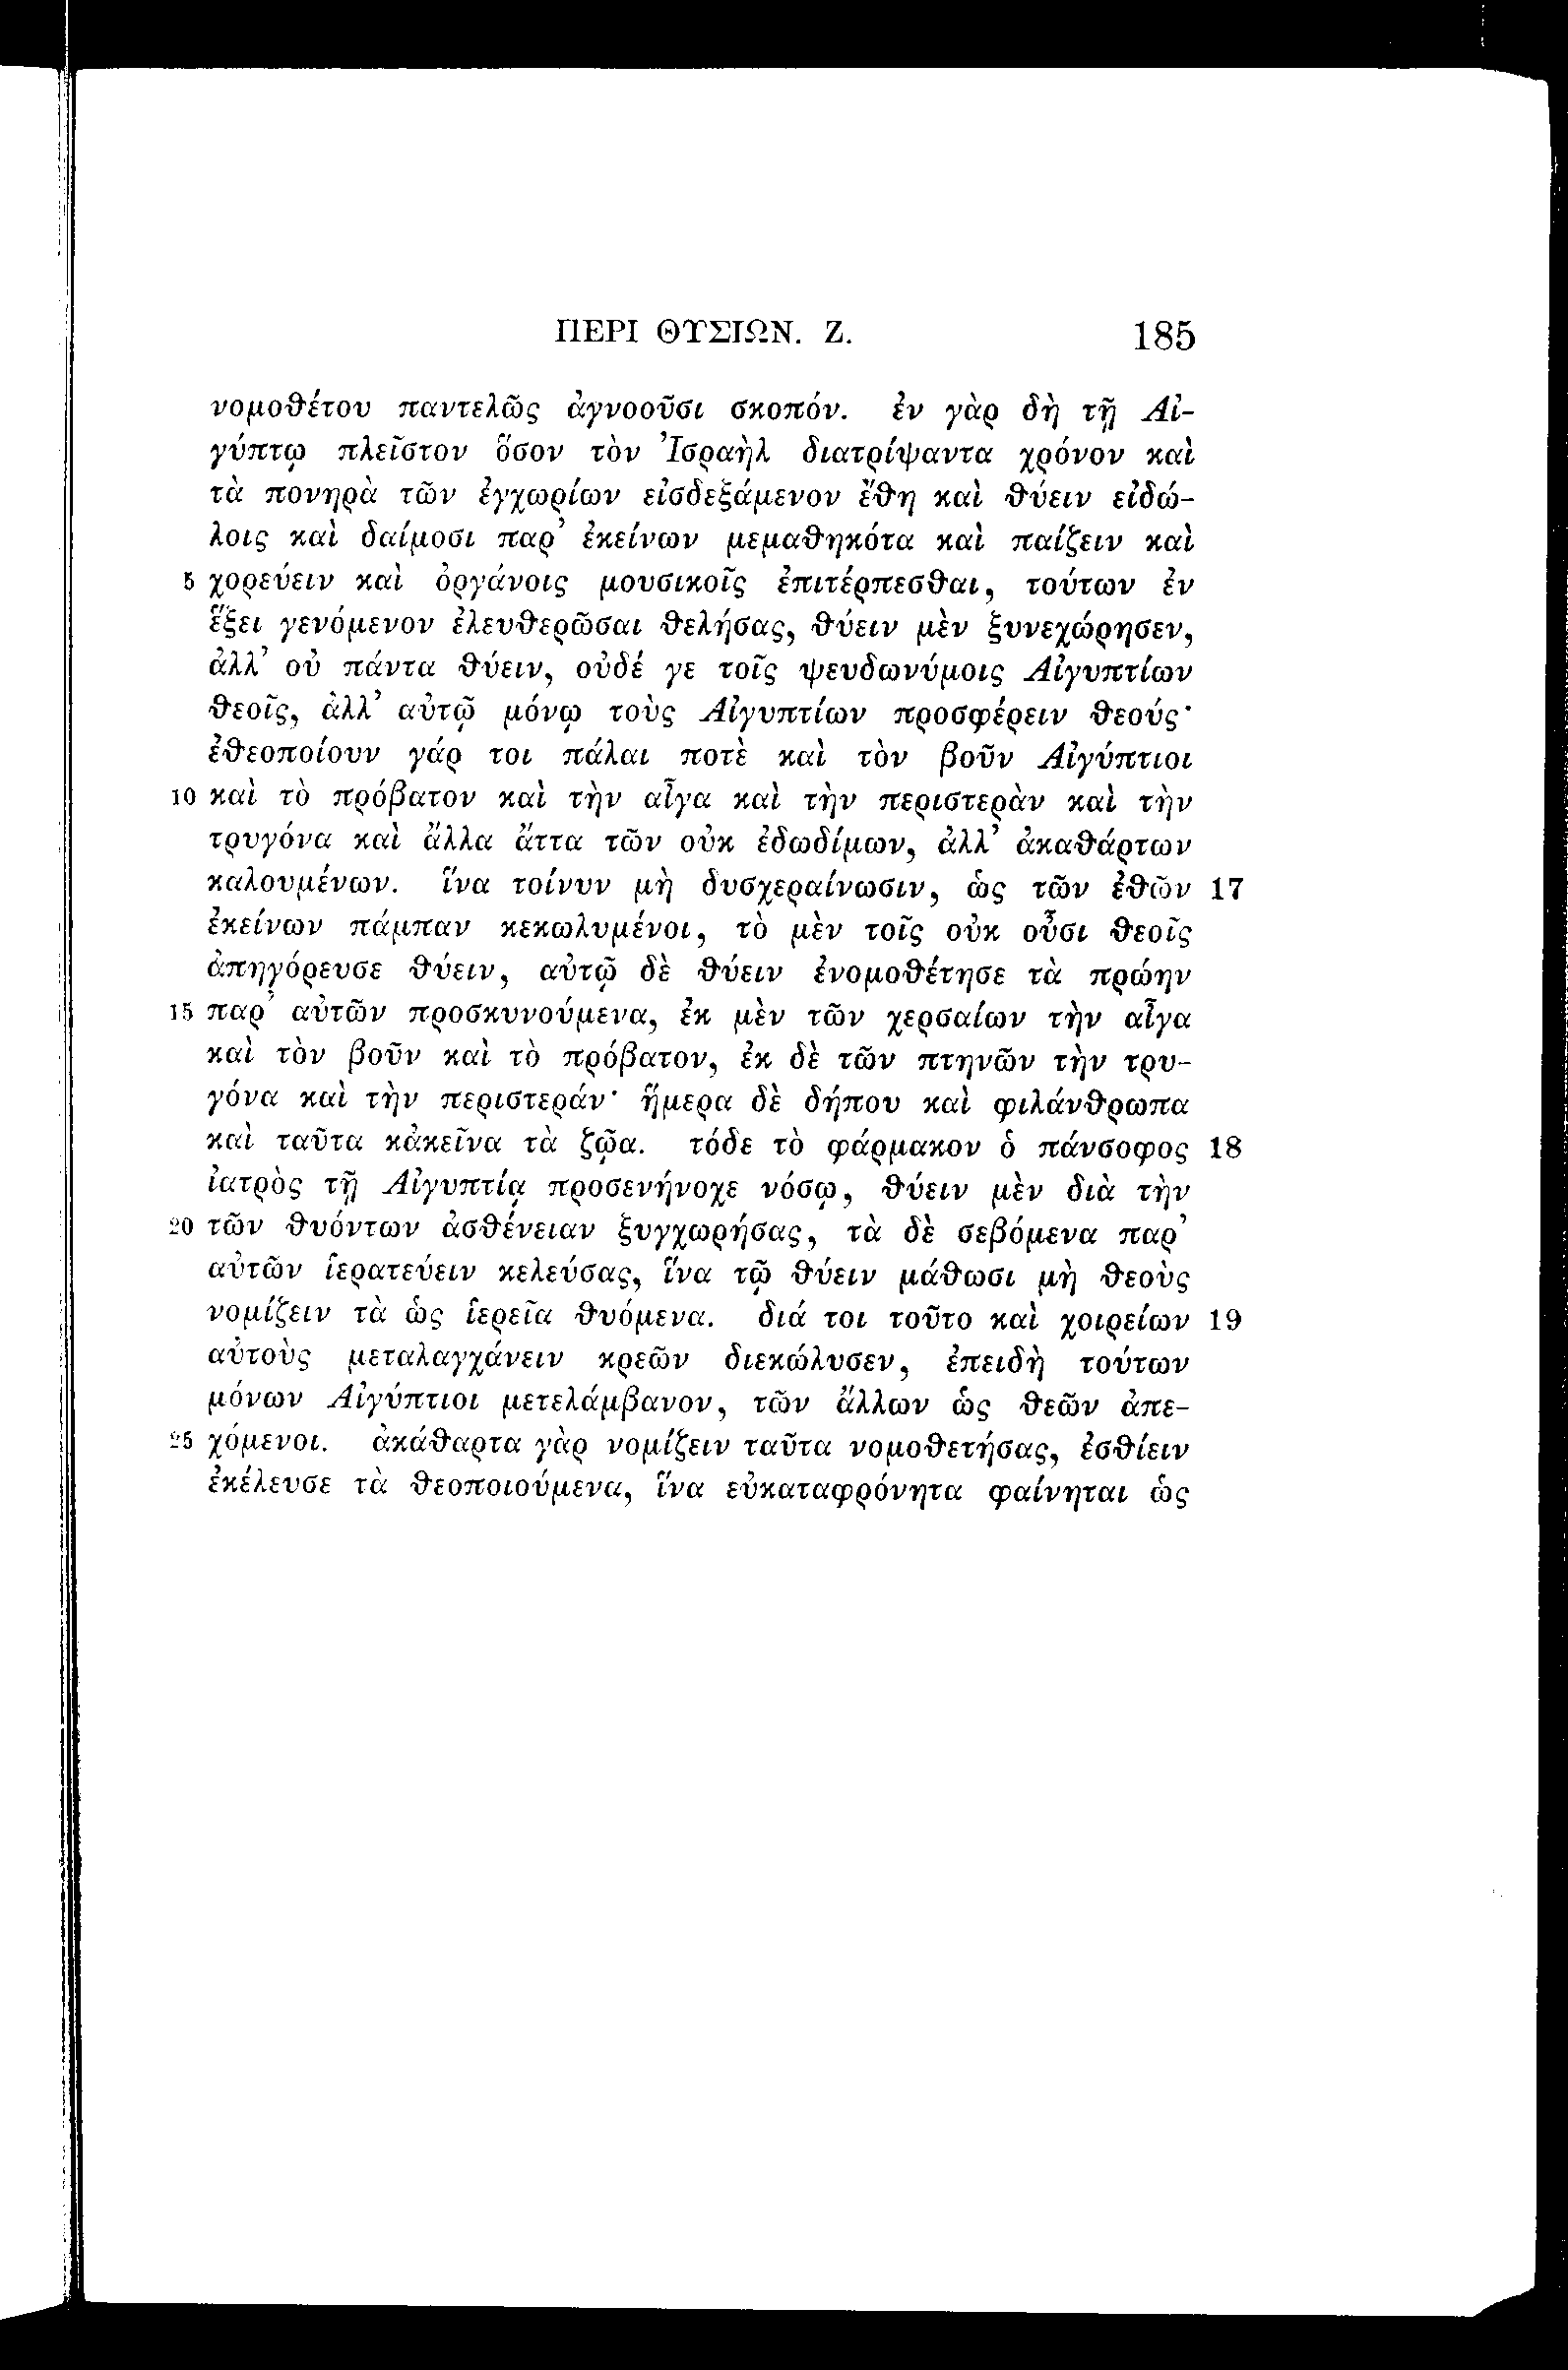 ΠΕΡΙ ΘΥΣΙΩΝ. Ζ. 185
νομοθέτου παντελῶς ἀγνοοῦσι σκοπόν. ἐν γὰρ δὴ τῇ Αἰ-
γύπτῳ πλεῖστον ὅσον τὸν Ἰσραὴλ διατρίψαντα χρόνον καὶ
τὰ πονηρὰ τῶν ἐγχωρίων εἰσδεξάμενον ἔθη καὶ θύειν εἰδώ-
λοις καὶ δαίμοσι παρ’ ἐκείνων μεμαθηκότα καὶ παίζειν καὶ
5 χορεύειν καὶ ὀργάνοις μουσικοῖς ἐπιτέρπεσθαι, τούτων ἐν
ἕξει γενόμενον ἐλευθερῶσαι θελήσας, θύειν μὲν ξυνεχώρησεν,
ἀλλ’ οὐ πάντα θύειν, οὐδέ γε τοῖς ψευδωνύμοις Αἰγυπτίων
θεοῖς, ἀλλ’ αὐτῷ μόνῳ τοὺς Αἰγυπτίων προσφέρειν θεούς·
ἐθεοποίουν γάρ τοι πάλαι ποτὲ καὶ τὸν βοῦν Αἰγύπτιοι
10 καὶ τὸ πρόβατον καὶ τὴν αἶγα καὶ τὴν περιστερὰν καὶ τὴν
τρυγόνα καὶ ἄλλα ἄττα τῶν οὐκ ἐδωδίμων, ἀλλ’ ἀκαθάρτων
καλουμένων. ἵνα τοίνυν μὴ δυσχεραίνωσιν, ὡς τῶν ἐθῶν 17
ἐκείνων πάμπαν κεκωλυμένοι, τὸ μὲν τοῖς οὐκ οὖσι θεοῖς
ἀπηγόρευσε θύειν, αὐτῷ δὲ θύειν ἐνομοθέτησε τὰ πρώην
15 παρ’ αὐτῶν προσκυνούμενα, ἐκ μὲν τῶν χερσαίων τὴν αἶγα
καὶ τὸν βοῦν καὶ τὸ πρόβατον, ἐκ δὲ τῶν πτηνῶν τὴν τρυ-
γόνα καὶ τὴν περιστεράν· ἥμερα δὲ δήπου καὶ φιλάνθρωπα
καὶ ταῦτα κἀκεῖνα τὰ ζῷα. τόδε τὸ φάρμακον ὁ πάνσοφος 18
ἰατρὸς τῇ Αἰγυπτίᾳ προσενήνοχε νόσῳ, θύειν μὲν διὰ τὴν
20 τῶν θυόντων ἀσθένειαν ξυγχωρήσας, τὰ δὲ σεβόμενα παρ’
αὐτῶν ἱερατεύειν κελεύσας, ἵνα τῷ θύειν μάθωσι μὴ θεοὺς
νομίζειν τὰ ὡς ἱερεῖα θυόμενα. διά τοι τοῦτο καὶ χοιρείων 19
αὐτοὺς μεταλαγχάνειν κρεῶν διεκώλυσεν, ἐπειδὴ τούτων
μόνων Αἰγύπτιοι μετελάμβανον, τῶν ἄλλων ὡς θεῶν ἀπε-
25 χόμενοι. ἀκάθαρτα γὰρ νομίζειν ταῦτα νομοθετήσας, ἐσθίειν
ἐκέλευσε τὰ θεοποιούμενα, ἵνα εὐκαταφρόνητα φαίνηται ὡς